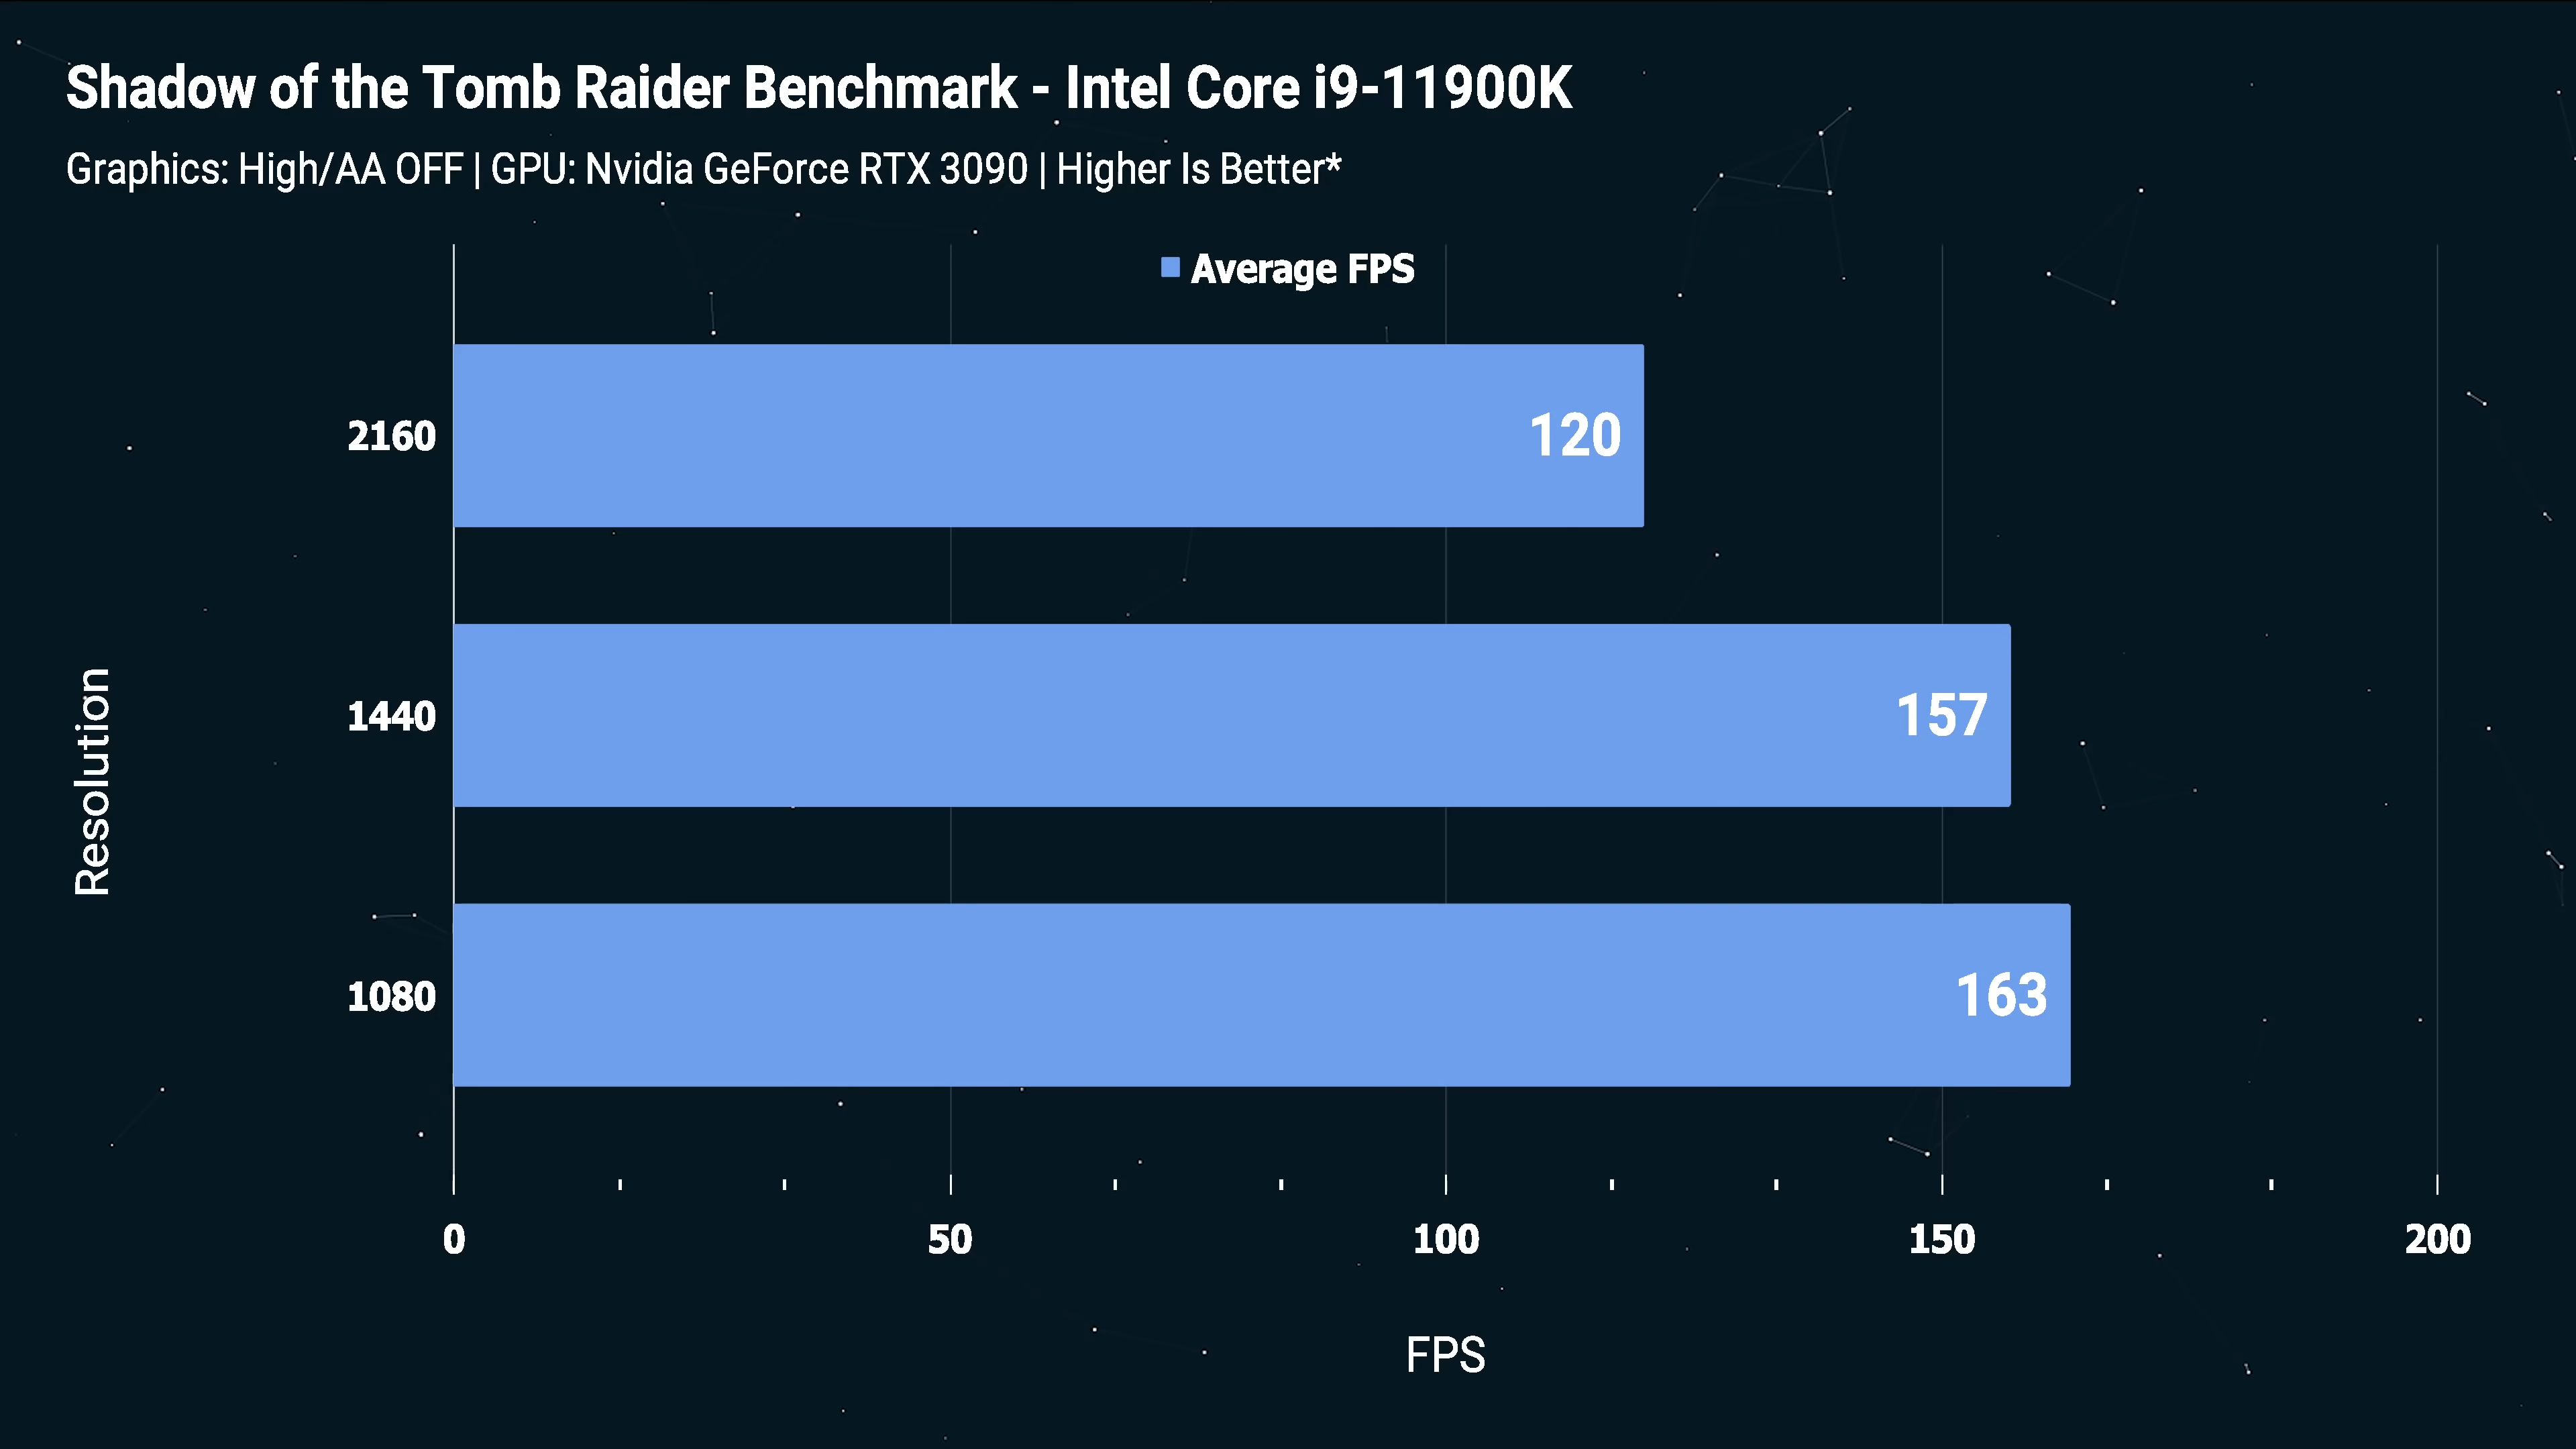 Shadow of the Tomb Raider Benchmark - Intel Core i9-11900K
Graphics: High/AA OFF | GPU: Nvidia GeForce RTX 3090 | Higher Is Better*
Average FPS
Resolution
2160
120
1440
157
1080
163
0 50 100 150 200
FPS